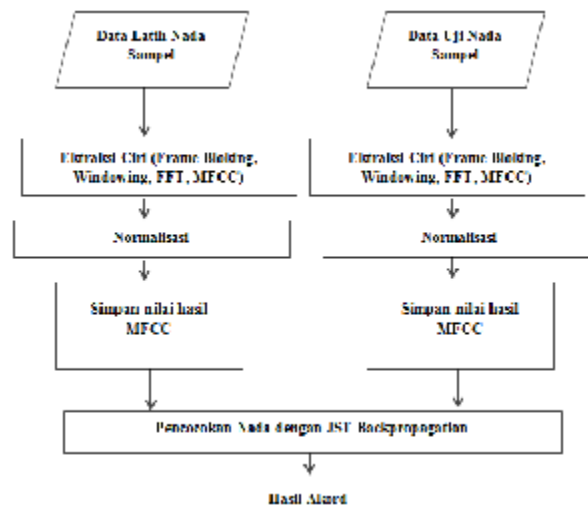 Data Latih Nada
Sampel
Data Uji Nada
Sampel
Ekstraksi Ciri (Frame Bloking,
Windowing, FFT, MFCC)
Ekstraksi Ciri (Frame Bloking,
Windowing, FFT, MFCC)
Normalisasi
Normalisasi
Simpan nilai hasil
MFCC
Simpan nilai hasil
MFCC
Pencocokan Nada dengan JST Backpropagation
Hasil Akord